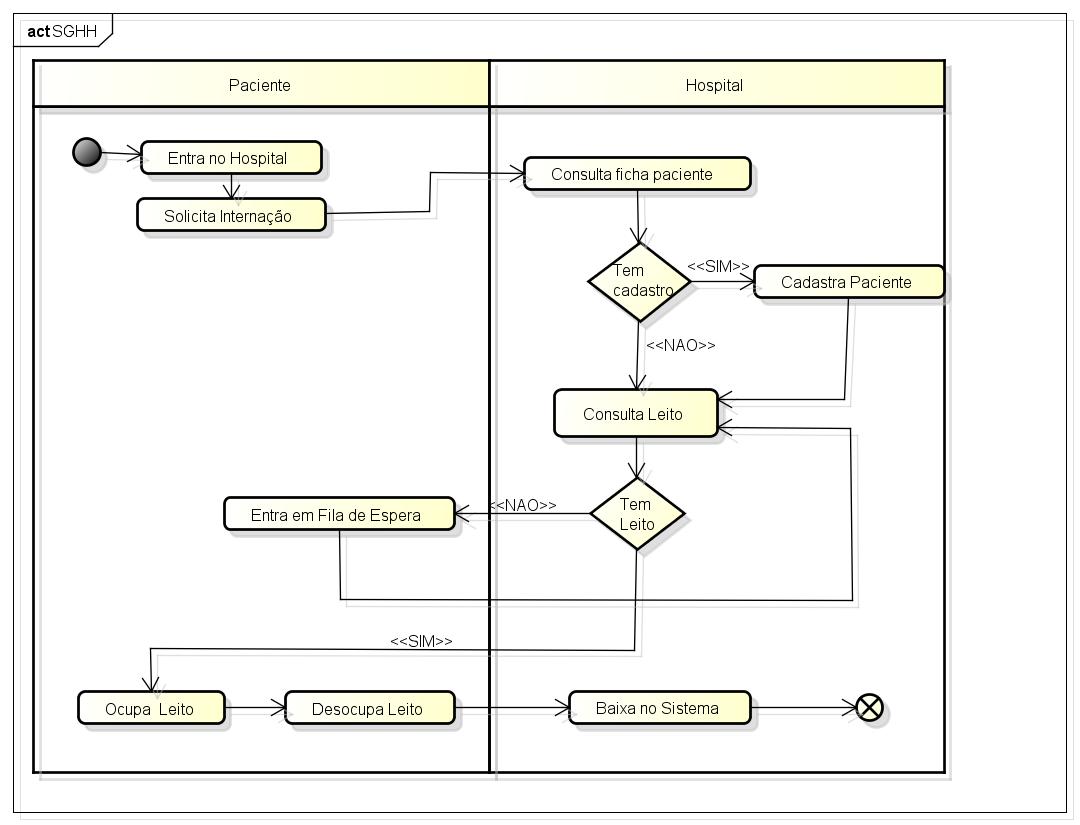 act SGHH
Paciente
Hospital
Entra no Hospital
Consulta ficha paciente
Solicita Internação
Tem
cadastro
<<SIM>>
Cadastra Paciente
<<NAO>>
Consulta Leito
Tem
Leito
<<NAO>>
Entra em Fila de Espera
<<SIM>>
Ocupa Leito
Desocupa Leito
Baixa no Sistema